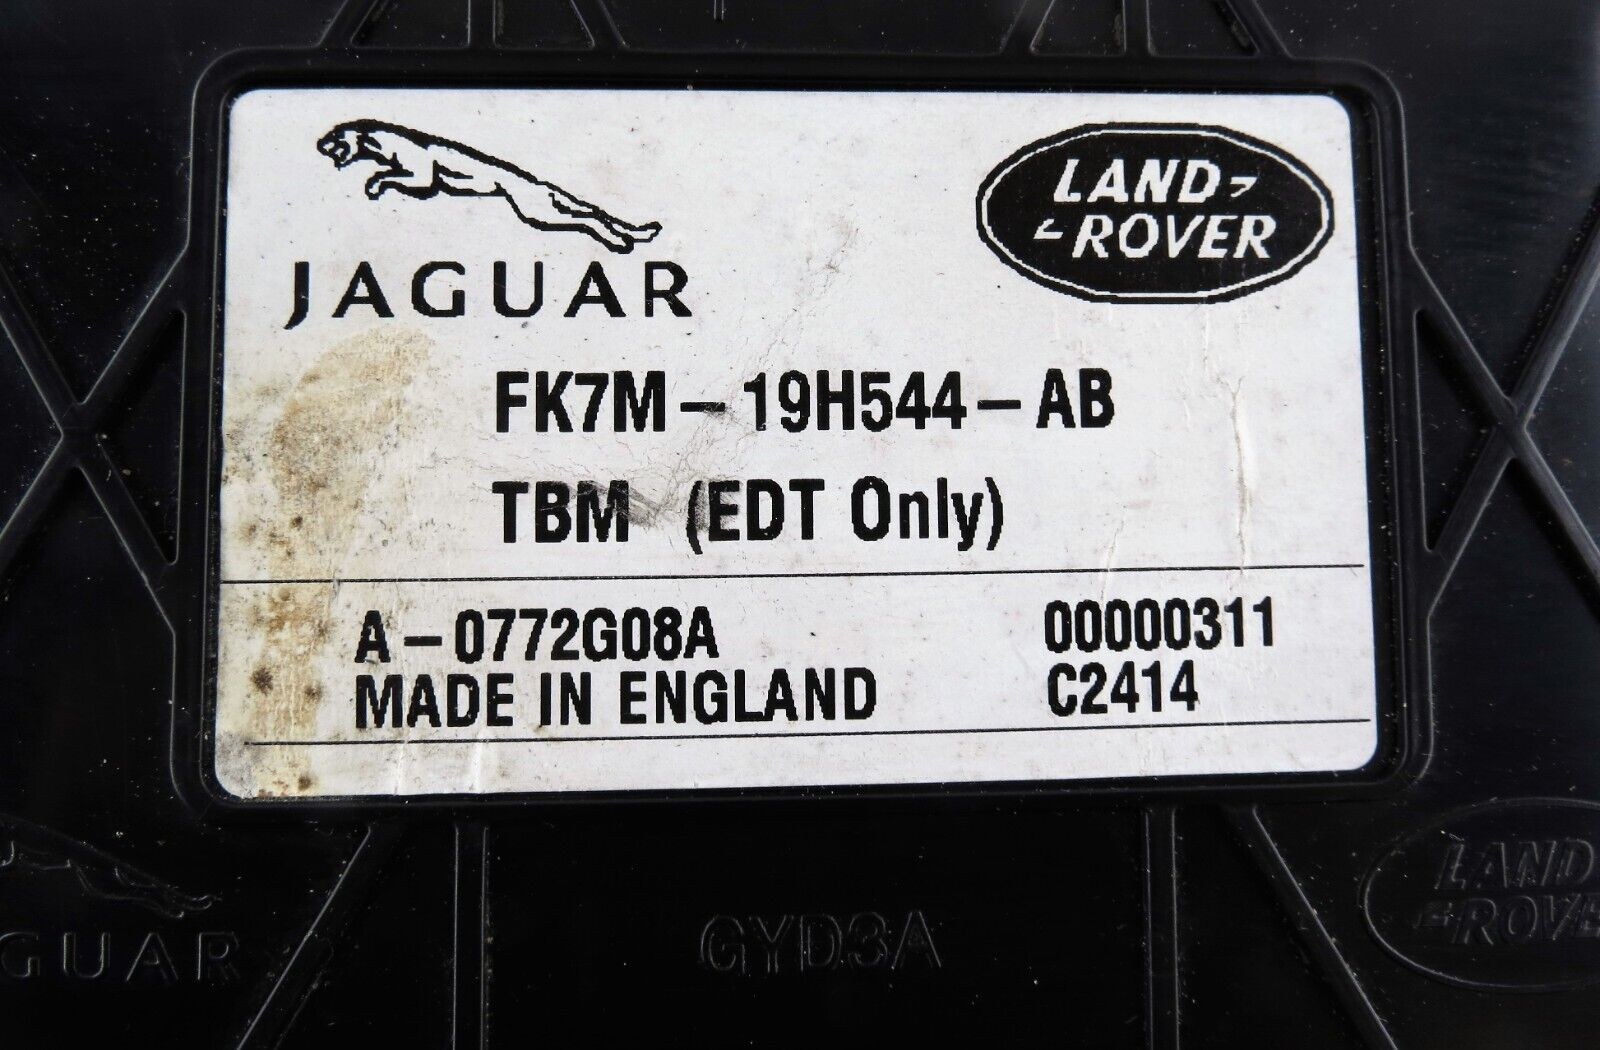 JAGUAR
LAND
ROVER
FK7M-19H544-AB
TBM (EDT Only)
A-0772G08A
00000311
MADE IN ENGLAND
C2414
GUAR
GYD3A
LAND
ROVE